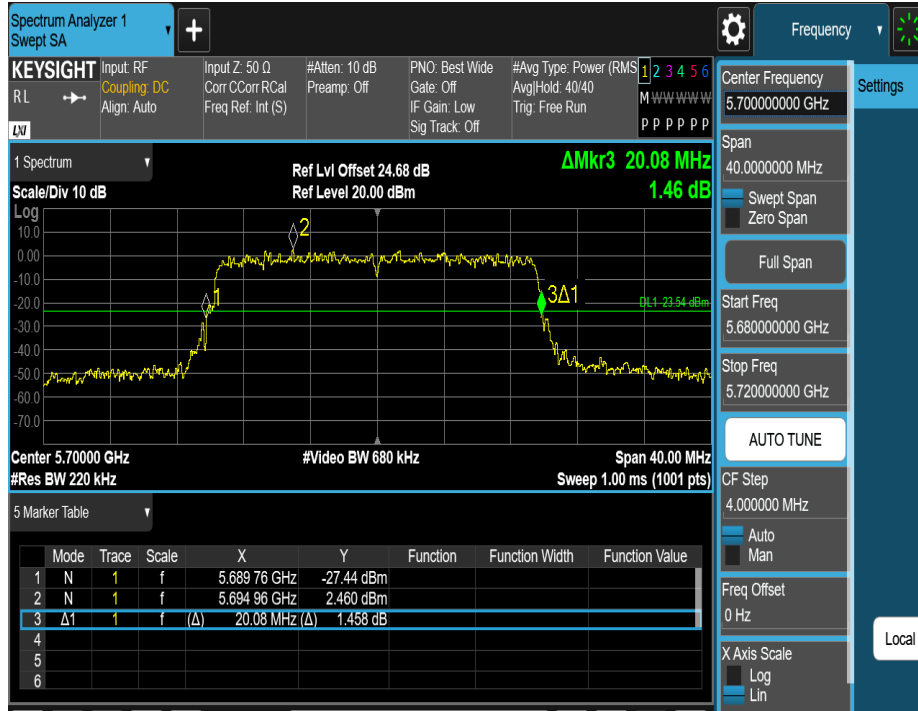 Spectrum Analyzer 1
Swept SA
+
Frequency
KEYSIGHT
RL
LXI
Input: RF
Coupling: DC
Align: Auto
Input Z: 50 Ω
Corr CCorr RCal
Freq Ref: Int (S)
#Atten: 10 dB
Preamp: Off
PNO: Best Wide
Gate: Off
IF Gain: Low
Sig Track: Off
#Avg Type: Power (RMS
Avg|Hold: 40/40
Trig: Free Run
1 2 3 4 5 6
M W W W W W
P P P P P P
1 Spectrum
Scale/Div 10 dB
Ref Lvl Offset 24.68 dB
Ref Level 20.00 dBm
ΔMkr3 20.08 MHz
1.46 dB
Log
10.0
0.00
-10.0
-20.0
-30.0
-40.0
-50.0
-60.0
-70.0
2
1
3Δ1
DL1 -23.54 dBm
Center 5.70000 GHz
#Video BW 680 kHz
Span 40.00 MHz
#Res BW 220 kHz
Sweep 1.00 ms (1001 pts)
5 Marker Table
Mode Trace Scale X Y Function Function Width Function Value
1 N 1 f 5.689 76 GHz -27.44 dBm
2 N 1 f 5.694 96 GHz 2.460 dBm
3 Δ1 1 f (Δ) 20.08 MHz (Δ) 1.458 dB
4
5
6
Center Frequency
5.700000000 GHz
Settings
Span
40.0000000 MHz
Swept Span
Zero Span
Full Span
Start Freq
5.680000000 GHz
Stop Freq
5.720000000 GHz
AUTO TUNE
CF Step
4.000000 MHz
Auto
Man
Freq Offset
0 Hz
X Axis Scale
Log
Lin
Local